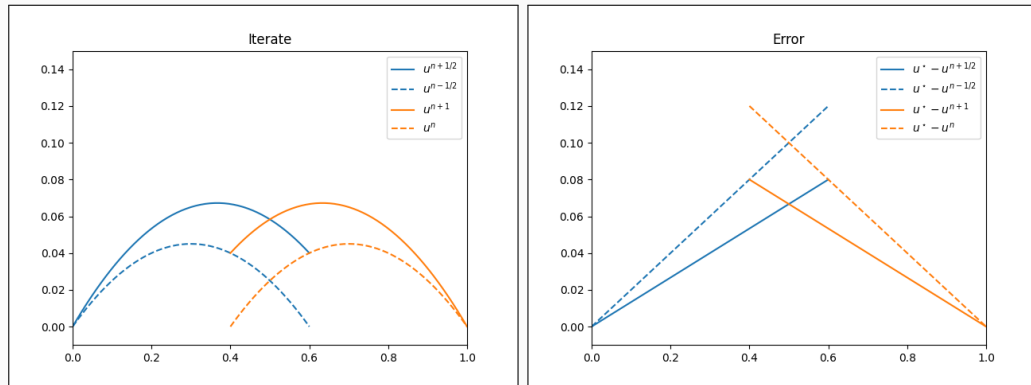 Iterate
0.14
0.12
0.10
0.08
0.06
0.04
0.02
0.00
0.0 0.2 0.4 0.6 0.8 1.0
u^{n+1/2}
u^{n−1/2}
u^{n+1}
u^{n}
Error
0.14
0.12
0.10
0.08
0.06
0.04
0.02
0.00
0.0 0.2 0.4 0.6 0.8 1.0
u^{⋆} − u^{n+1/2}
u^{⋆} − u^{n−1/2}
u^{⋆} − u^{n+1}
u^{⋆} − u^{n}